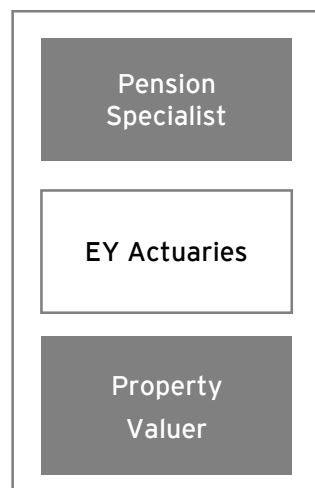 Pension
Specialist
EY Actuaries
Property
Valuer